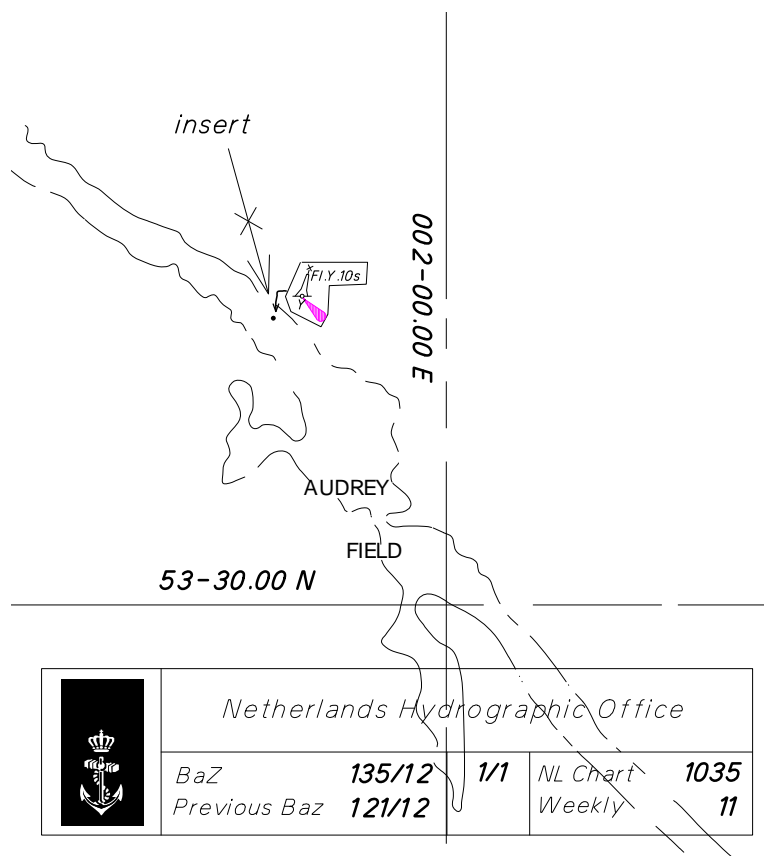 insert
Fl.Y.10s
Y
002-00.00 E
AUDREY
FIELD
53-30.00 N
Netherlands Hydrographic Office
BaZ 135/12 1/1 NL Chart 1035
Previous Baz 121/12 Weekly 11